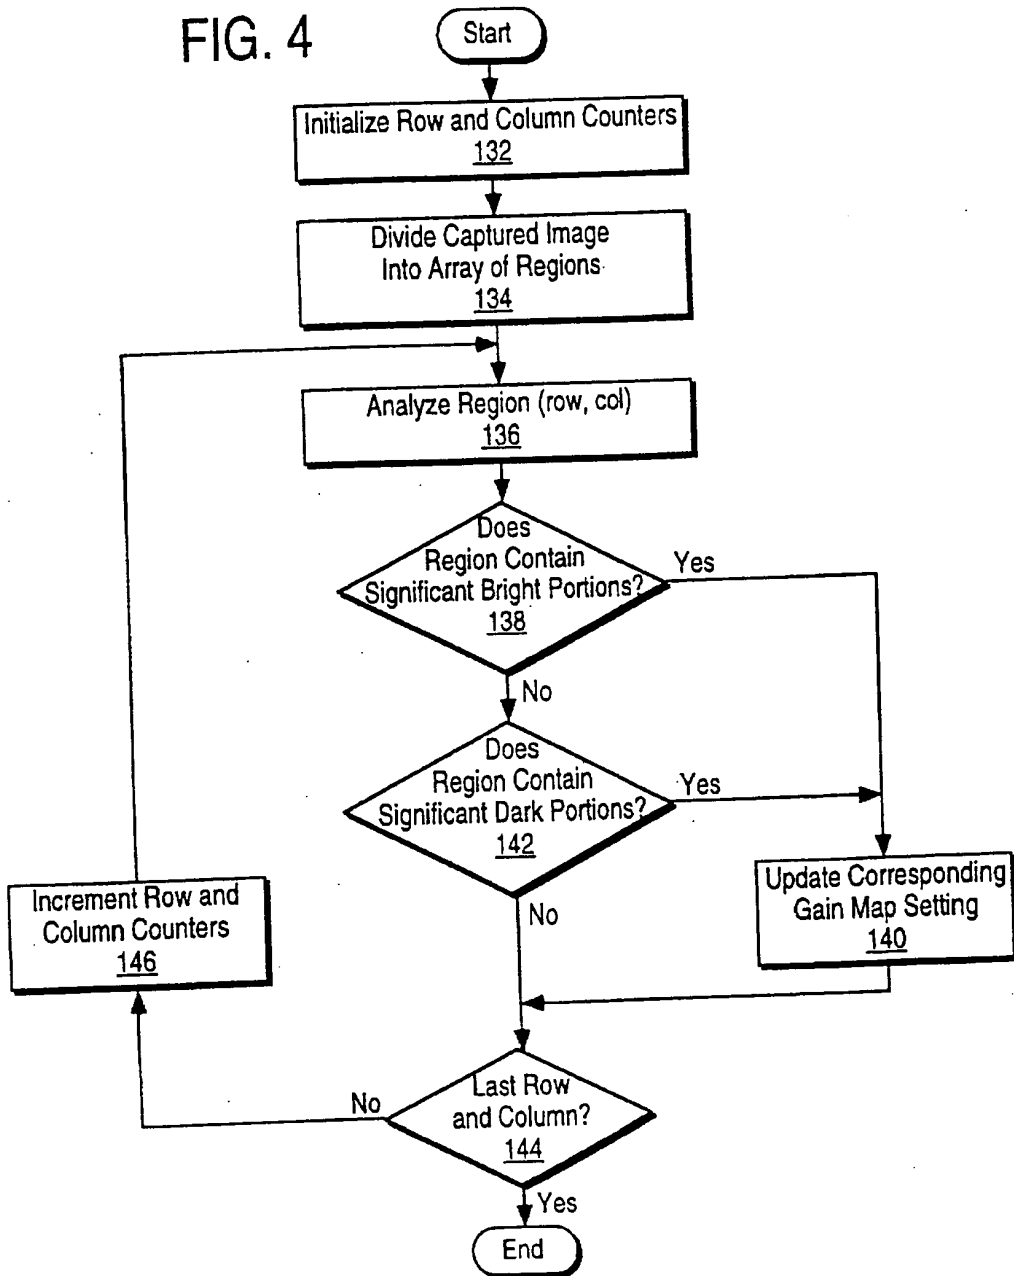 FIG. 4
Start
Initialize Row and Column Counters
132
Divide Captured Image
Into Array of Regions
134
Analyze Region (row, col)
136
Does
Region Contain
Significant Bright Portions?
138
Yes
No
Does
Region Contain
Significant Dark Portions?
142
Yes
No
Update Corresponding
Gain Map Setting
140
Increment Row and
Column Counters
146
Last Row
and Column?
144
No
Yes
End